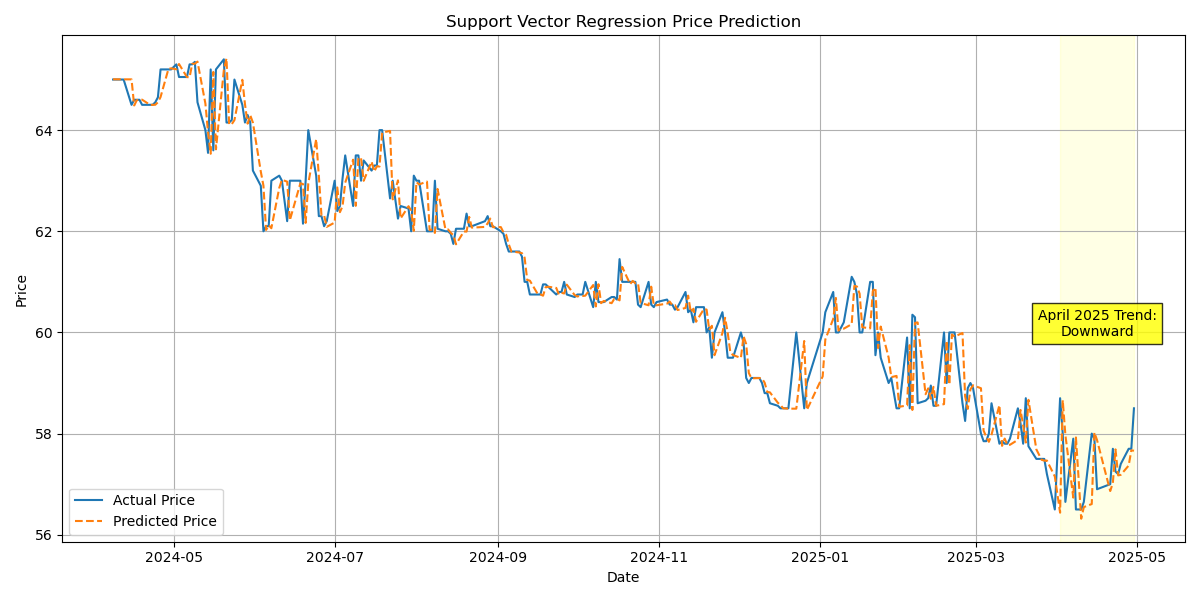 Support Vector Regression Price Prediction
Price
64
62
60
58
56
April 2025 Trend:
Downward
Actual Price
Predicted Price
2024-05
2024-07
2024-09
2024-11
2025-01
2025-03
2025-05
Date